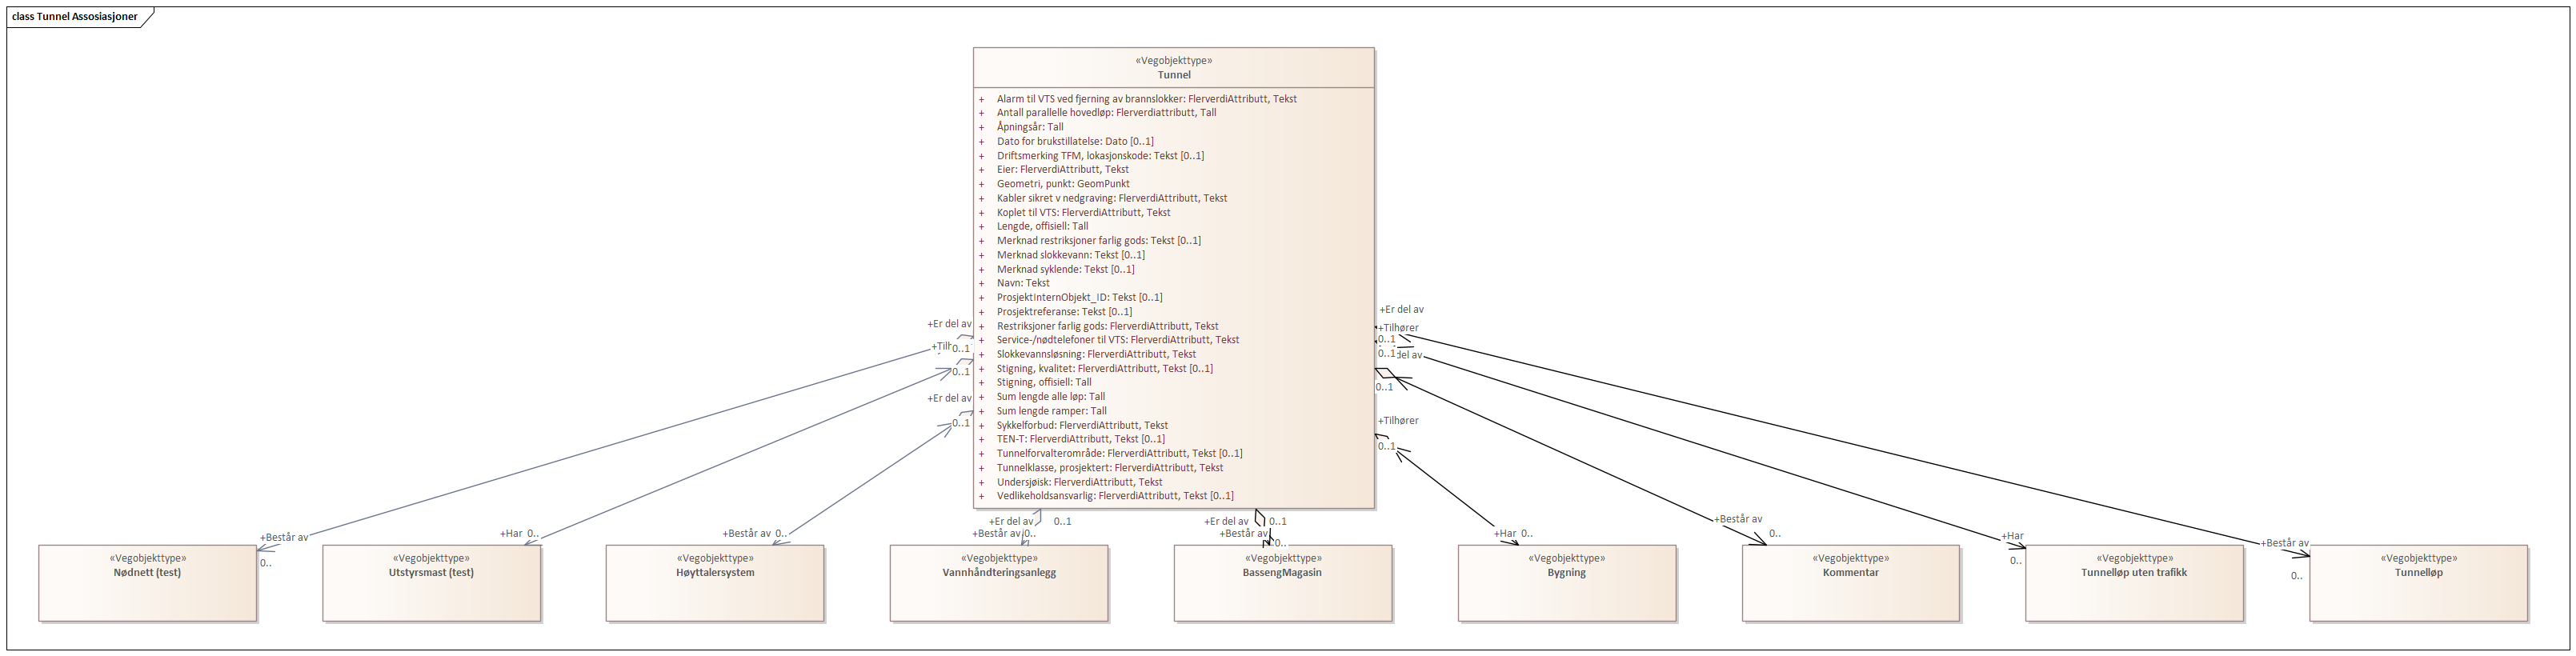 class Tunnel Assosiasjoner
«Vegobjekttype»
Tunnel
+ Alarm til VTS ved fjerning av brannslokker: FlerverdiAttributt, Tekst
+ Antall parallelle hovedløp: Flerverdiattributt, Tall
+ Åpningsår: Tall
+ Dato for brukstillatelse: Dato [0..1]
+ Driftsmerking TFM, lokasjonskode: Tekst [0..1]
+ Eier: FlerverdiAttributt, Tekst
+ Geometri, punkt: GeomPunkt
+ Kabler sikret v nedgraving: FlerverdiAttributt, Tekst
+ Koplet til VTS: FlerverdiAttributt, Tekst
+ Lengde, offisiell: Tall
+ Merknad restriksjoner farlig gods: Tekst [0..1]
+ Merknad slokkevann: Tekst [0..1]
+ Merknad syklende: Tekst [0..1]
+ Navn: Tekst
+ ProsjektInternObjekt_ID: Tekst [0..1]
+ Prosjektreferanse: Tekst [0..1]
+ Restriksjoner farlig gods: FlerverdiAttributt, Tekst
+ Service-/nødtelefoner til VTS: FlerverdiAttributt, Tekst
+ Slokkevannsløsning: FlerverdiAttributt, Tekst
+ Stigning, kvalitet: FlerverdiAttributt, Tekst [0..1]
+ Stigning, offisiell: Tall
+ Sum lengde alle løp: Tall
+ Sum lengde ramper: Tall
+ Sykkelforbud: FlerverdiAttributt, Tekst
+ TEN-T: FlerverdiAttributt, Tekst [0..1]
+ Tunnelforvalterområde: FlerverdiAttributt, Tekst [0..1]
+ Tunnelklasse, prosjektert: FlerverdiAttributt, Tekst
+ Undersjøisk: FlerverdiAttributt, Tekst
+ Vedlikeholdsansvarlig: FlerverdiAttributt, Tekst [0..1]
+Er del av
0..1
0..1
+Er del av
0..1
+Er del av
+Tilhører
0..1
0..1
del av
0..1
+Tilhører
0..1
+Er del av 0..1
+Er del av 0..1
+Består av
0..
+Har 0..
+Består av 0..
+Består av 0..
+Består av
0..
+Har 0..
+Består av
0..
+Har
0..
+Består av
0..
«Vegobjekttype»
Nødnett (test)
«Vegobjekttype»
Utstyrsmast (test)
«Vegobjekttype»
Høyttalersystem
«Vegobjekttype»
Vannhåndteringsanlegg
«Vegobjekttype»
BassengMagasin
«Vegobjekttype»
Bygning
«Vegobjekttype»
Kommentar
«Vegobjekttype»
Tunnelløp uten trafikk
«Vegobjekttype»
Tunnelløp